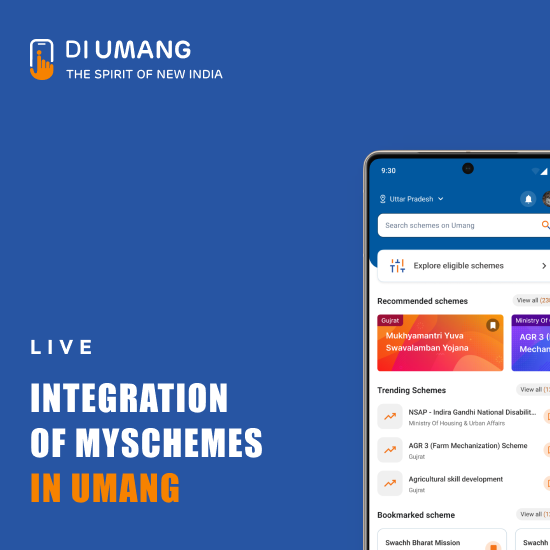 DI UMANG
THE SPIRIT OF NEW INDIA
9:30
Uttar Pradesh
Search schemes on Umang
Explore eligible schemes
Recommended schemes
View all
Gujrat
Mukhyamantri Yuva
Swavalamban Yojana
Ministry Of
AGR 3
Trending Schemes
View all
NSAP - Indira Gandhi National Disabilit...
Ministry Of Housing & Urban Affairs
AGR 3 (Farm Mechanization) Scheme
Gujrat
Agricultural skill development
Gujrat
Bookmarked scheme
View all
Swachh Bharat Mission
Swachh
LIVE
INTEGRATION
OF MYSCHEMES
IN UMANG